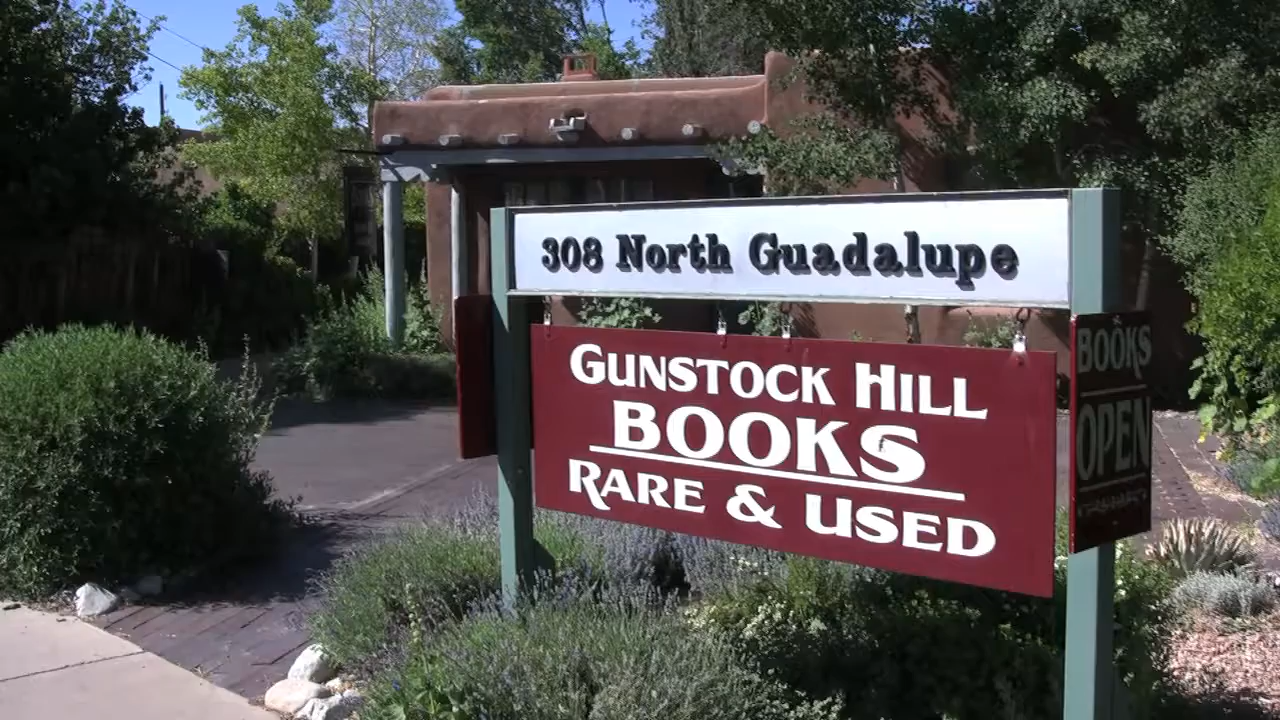 308 North Guadalupe
GUNSTOCK HILL
BOOKS
RARE & USED
BOOKS
OPEN